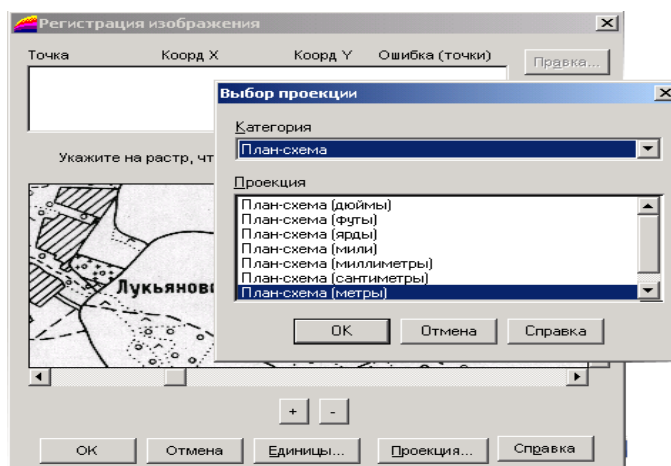 Регистрация изображения
Точка Коорд X Коорд Y Ошибка (точки)
Правка...
Выбор проекции
Категория
План-схема
Укажите на растр, чт
Проекция
План-схема (дюймы)
План-схема (футы)
План-схема (ярды)
План-схема (мили)
План-схема (миллиметры)
План-схема (сантиметры)
План-схема (метры)
Лукьянов
OK Отмена Справка
+ -
OK Отмена Единицы... Проекция... Справка